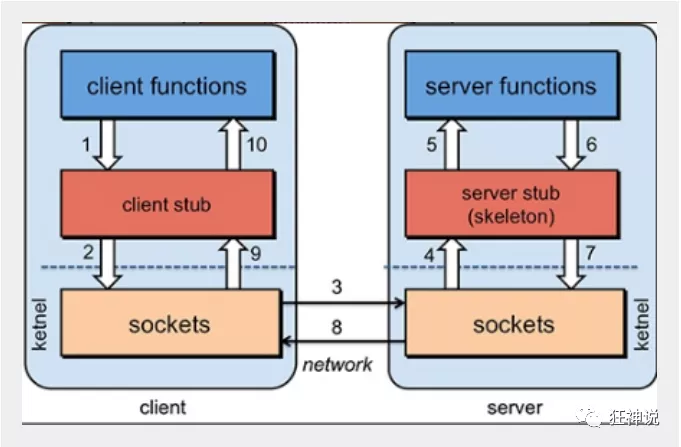 client functions
server functions
1
10
5
6
client stub
server stub
(skeleton)
2
9
4
7
3
ketnel
sockets
8
sockets
ketnel
network
client
server
狂神说